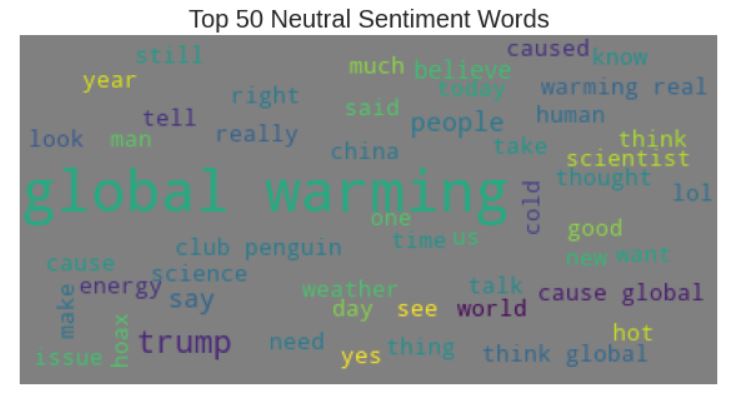 Top 50 Neutral Sentiment Words
still
caused
know
year
much
believe
today
warming real
right
said
tell
people
human
look
man
really
china
take
think
scientist
thought
lol
global warming
cold
one
good
club penguin
time
us
new
want
cause
science
energy
weather
talk
cause global
make
say
day
see
world
hoax
trump
need
hot
issue
yes
thing
think global